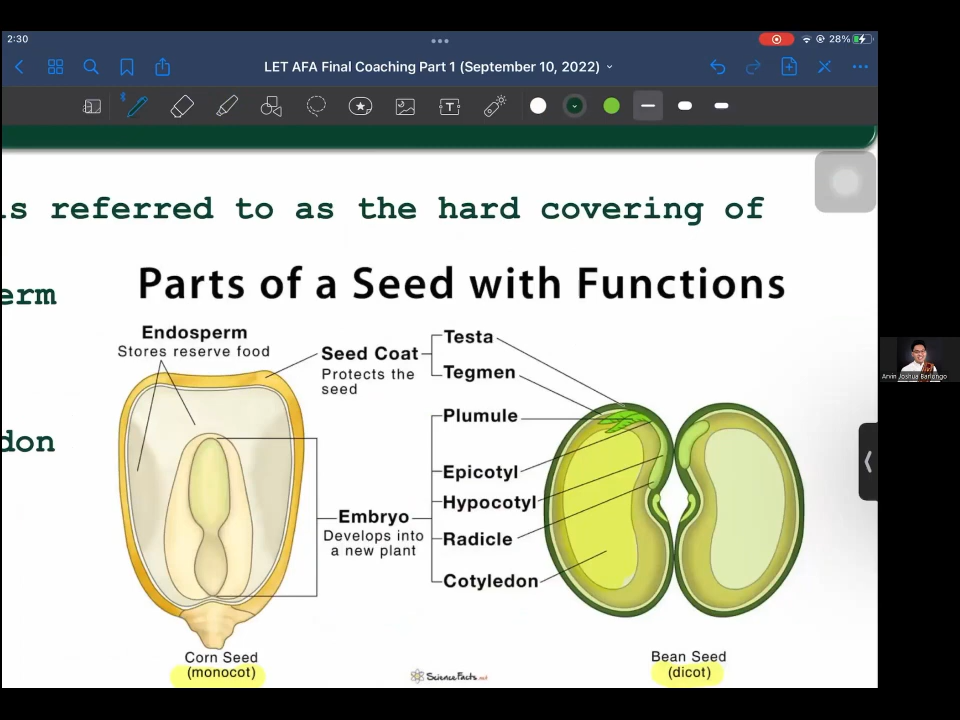 2:30
28%
LET AFA Final Coaching Part 1 (September 10, 2022)
is referred to as the hard covering of
erm
don
Parts of a Seed with Functions
Endosperm
Stores reserve food
Seed Coat
Protects the
seed
Testa
Tegmen
Plumule
Epicotyl
Hypocotyl
Radicle
Cotyledon
Embryo
Develops into
a new plant
Corn Seed
(monocot)
Bean Seed
(dicot)
ScienceFacts.net
Arvin Joshua Barlongo